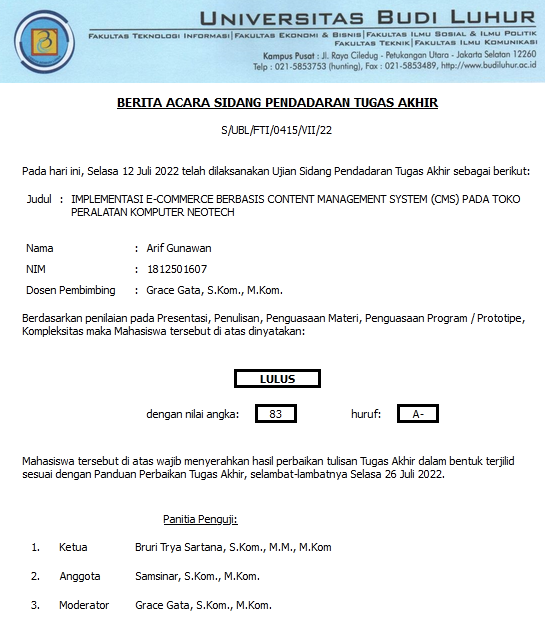 UNIVERSITAS BUDI LUHUR
FAKULTAS TEKNOLOGI INFORMASI|FAKULTAS EKONOMI & BISNIS|FAKULTAS ILMU SOSIAL & ILMU POLITIK
FAKULTAS TEKNIK|FAKULTAS ILMU KOMUNIKASI
Kampus Pusat : Jl. Raya Ciledug - Petukangan Utara - Jakarta Selatan 12260
Telp : 021-5853753 (hunting), Fax : 021-5853489, http://www.budiluhur.ac.id
BERITA ACARA SIDANG PENDADARAN TUGAS AKHIR
S/UBL/FTI/0415/VII/22
Pada hari ini, Selasa 12 Juli 2022 telah dilaksanakan Ujian Sidang Pendadaran Tugas Akhir sebagai berikut:
Judul : IMPLEMENTASI E-COMMERCE BERBASIS CONTENT MANAGEMENT SYSTEM (CMS) PADA TOKO
PERALATAN KOMPUTER NEOTECH
Nama : Arif Gunawan
NIM : 1812501607
Dosen Pembimbing : Grace Gata, S.Kom., M.Kom.
Berdasarkan penilaian pada Presentasi, Penulisan, Penguasaan Materi, Penguasaan Program / Prototipe,
Kompleksitas maka Mahasiswa tersebut di atas dinyatakan:
LULUS
dengan nilai angka: 83 huruf: A-
Mahasiswa tersebut di atas wajib menyerahkan hasil perbaikan tulisan Tugas Akhir dalam bentuk terjilid
sesuai dengan Panduan Perbaikan Tugas Akhir, selambat-lambatnya Selasa 26 Juli 2022.
Panitia Penguji:
1. Ketua Bruri Trya Sartana, S.Kom., M.M., M.Kom
2. Anggota Samsinar, S.Kom., M.Kom.
3. Moderator Grace Gata, S.Kom., M.Kom.